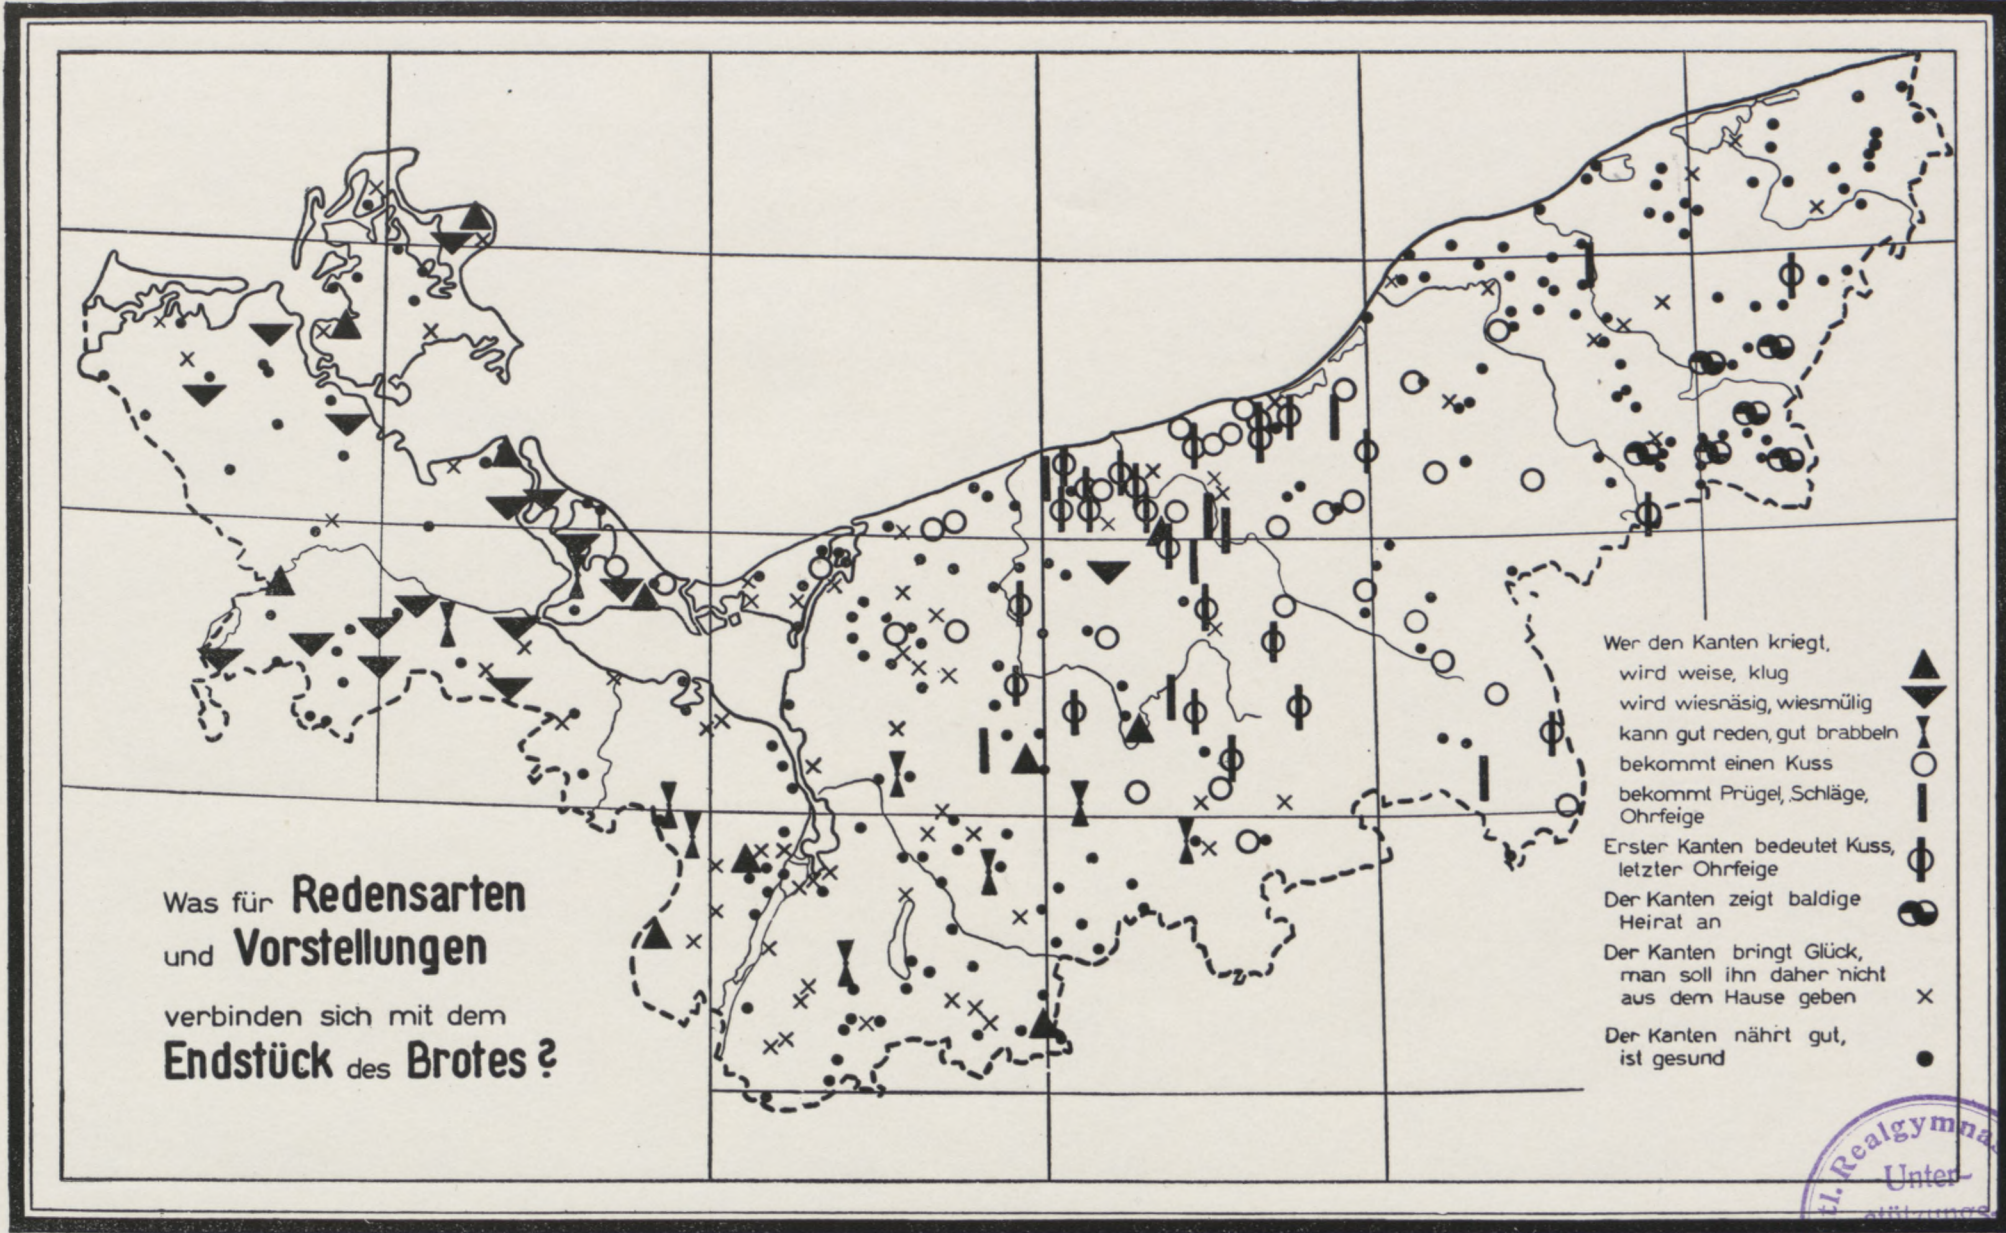 Was für Redensarten
und Vorstellungen
verbinden sich mit dem
Endstück des Brotes?
Wer den Kanten kriegt,
wird weise, klug
wird wiesnäsig, wiesmülig
kann gut reden, gut brabbeln
bekommt einen Kuss
bekommt Prügel, Schläge,
Ohrfeige
Erster Kanten bedeutet Kuss,
letzter Ohrfeige
Der Kanten zeigt baldige
Heirat an
Der Kanten bringt Glück,
man soll ihn daher nicht
aus dem Hause geben
Der Kanten nährt gut,
ist gesund
tl. Realgymna
Unter-